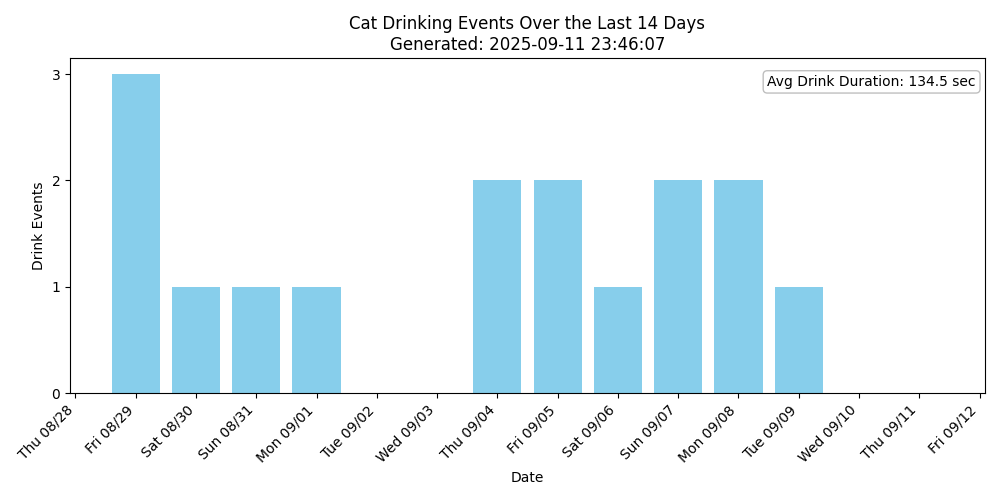 Cat Drinking Events Over the Last 14 Days
Generated: 2025-09-11 23:46:07
Avg Drink Duration: 134.5 sec
3
2
1
0
Drink Events
Thu 08/28
Fri 08/29
Sat 08/30
Sun 08/31
Mon 09/01
Tue 09/02
Wed 09/03
Thu 09/04
Fri 09/05
Sat 09/06
Sun 09/07
Mon 09/08
Tue 09/09
Wed 09/10
Thu 09/11
Fri 09/12
Date